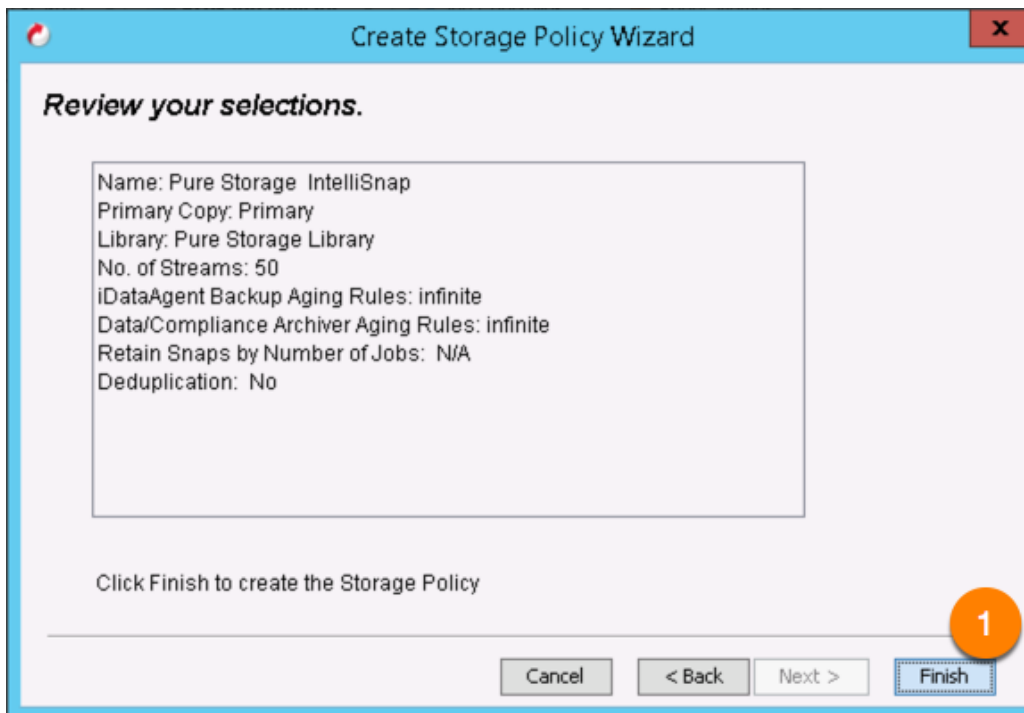 Create Storage Policy Wizard
x
Review your selections.
Name: Pure Storage  IntelliSnap
Primary Copy: Primary
Library: Pure Storage Library
No. of Streams: 50
iDataAgent Backup Aging Rules: infinite
Data/Compliance Archiver Aging Rules: infinite
Retain Snaps by Number of Jobs:  N/A
Deduplication:  No
Click Finish to create the Storage Policy
1
Cancel < Back Next > Finish